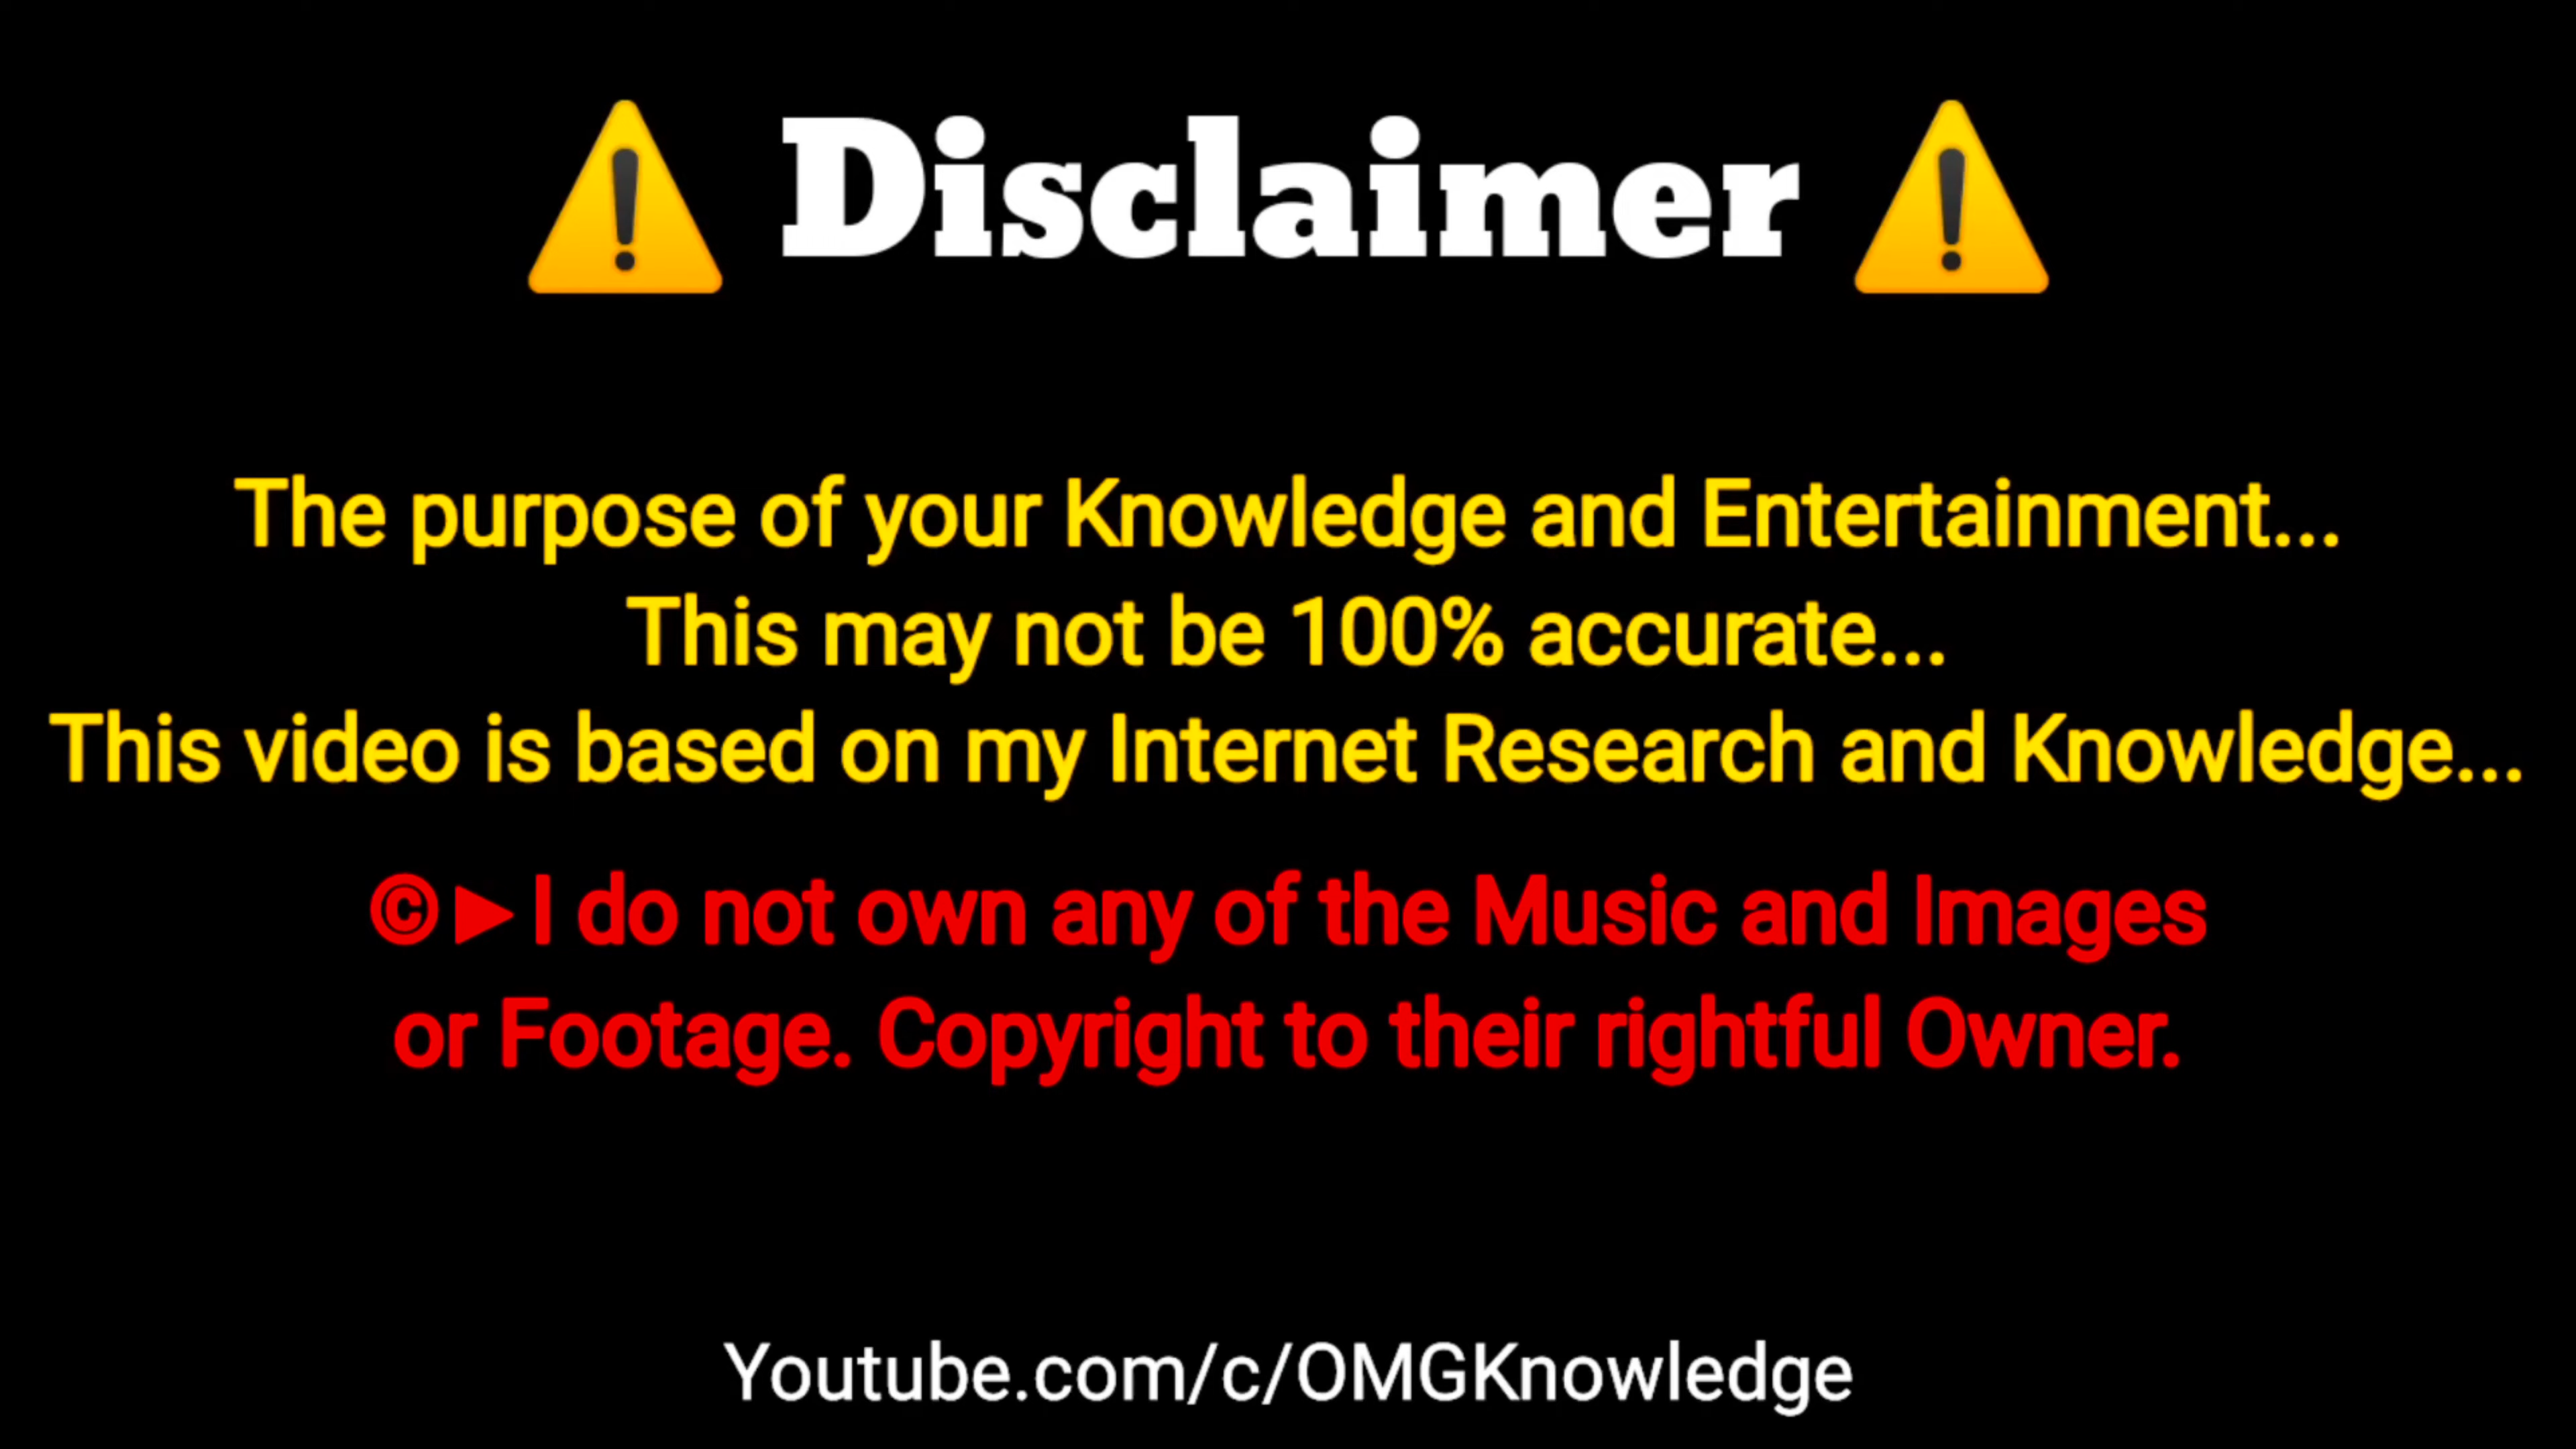 ⚠️ Disclaimer ⚠️
The purpose of your Knowledge and Entertainment...
This may not be 100% accurate...
This video is based on my Internet Research and Knowledge...
©►I do not own any of the Music and Images
or Footage. Copyright to their rightful Owner.
Youtube.com/c/OMGKnowledge